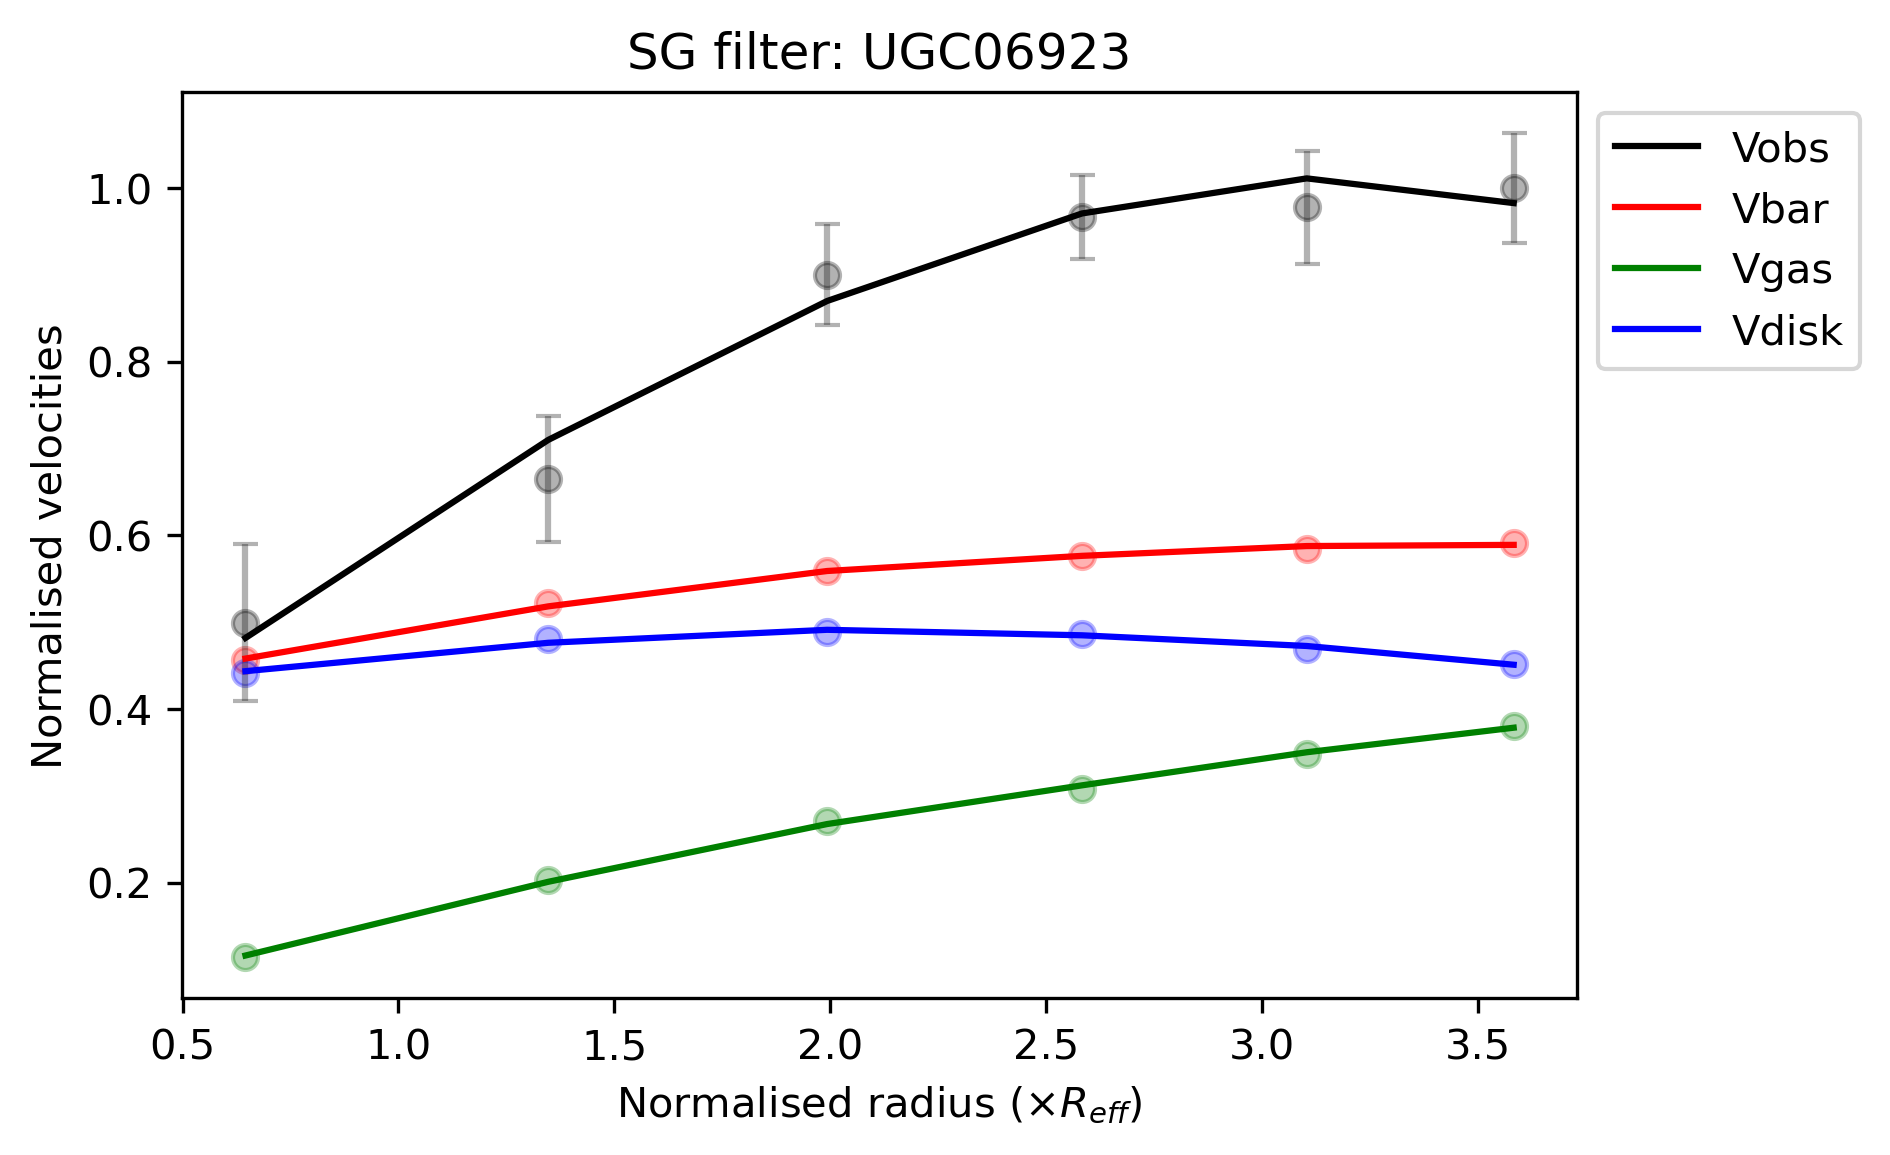 SG filter: UGC06923
Vobs
Vbar
Vgas
Vdisk
Normalised velocities
1.0
0.8
0.6
0.4
0.2
0.5 1.0 1.5 2.0 2.5 3.0 3.5
Normalised radius (×R_eff)